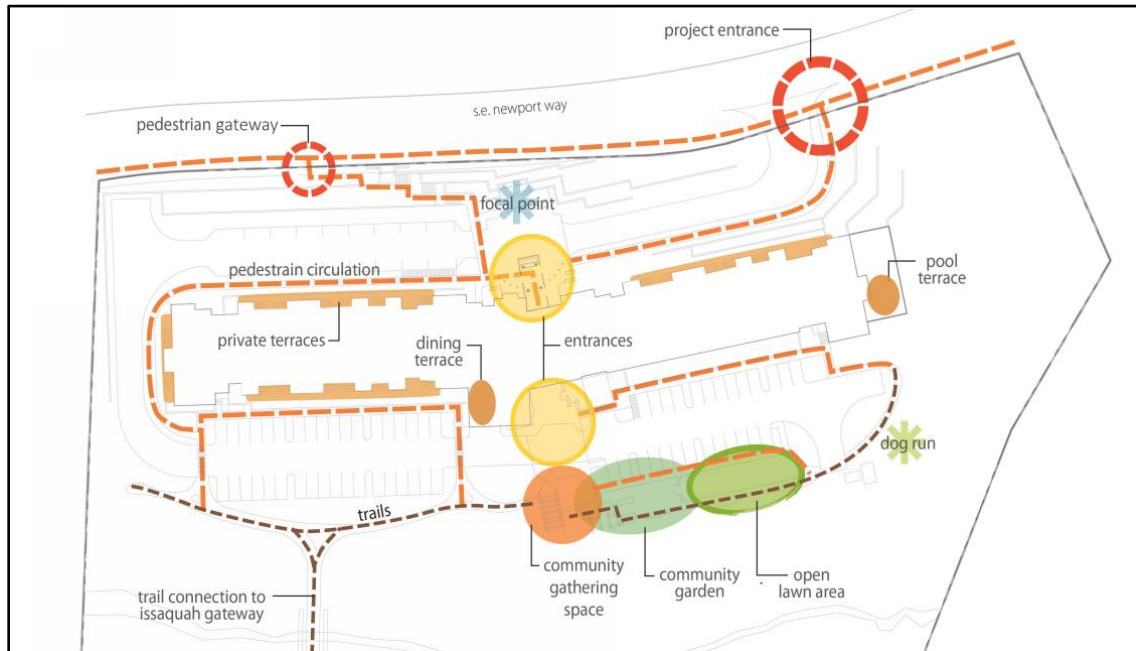 project entrance
s.e. newport way
pedestrian gateway
focal point
pedestrain circulation
pool
terrace
private terraces
dining
terrace
entrances
dog run
trails
community
gathering
space
community
garden
open
lawn area
trail connection to
issaquah gateway